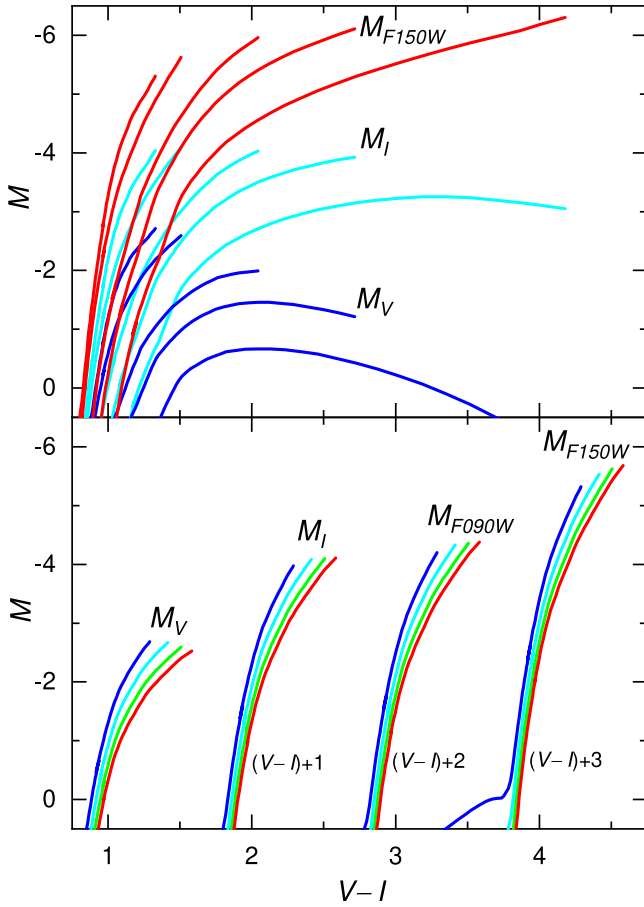 -6
-4
-2
0
M
M_F150W
M_I
M_V
-6
-4
-2
0
M
M_V
M_I
M_F090W
M_F150W
(V-I)+1
(V-I)+2
(V-I)+3
1
2
3
4
V-I